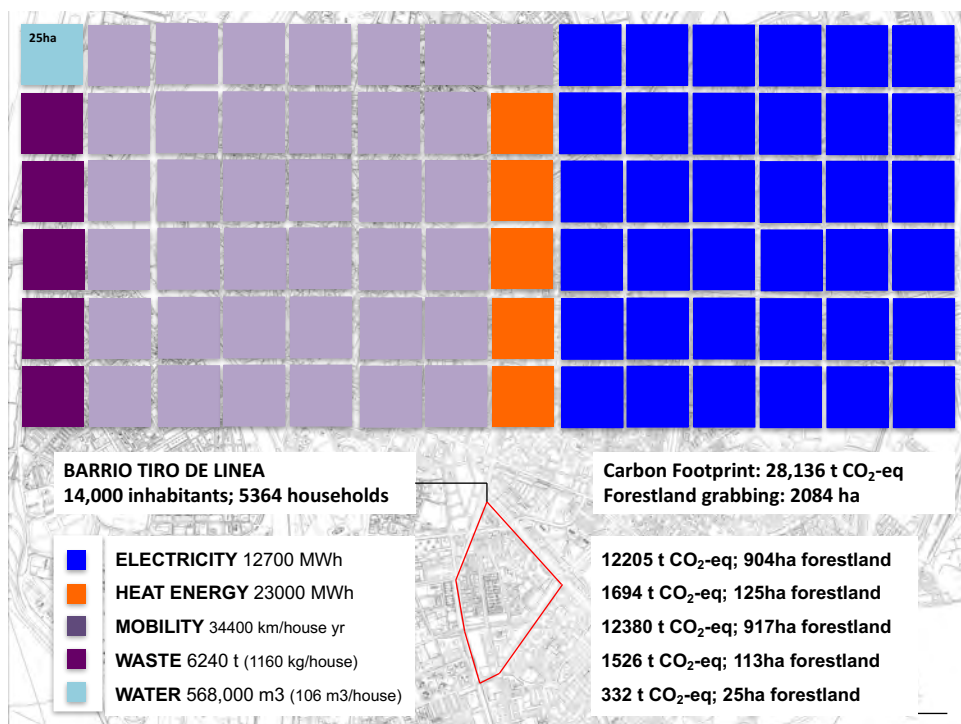 25ha
BARRIO TIRO DE LINEA
14,000 inhabitants; 5364 households
Carbon Footprint: 28,136 t CO₂-eq
Forestland grabbing: 2084 ha
ELECTRICITY 12700 MWh
12205 t CO₂-eq; 904ha forestland
HEAT ENERGY 23000 MWh
1694 t CO₂-eq; 125ha forestland
MOBILITY 34400 km/house yr
12380 t CO₂-eq; 917ha forestland
WASTE 6240 t (1160 kg/house)
1526 t CO₂-eq; 113ha forestland
WATER 568,000 m3 (106 m3/house)
332 t CO₂-eq; 25ha forestland